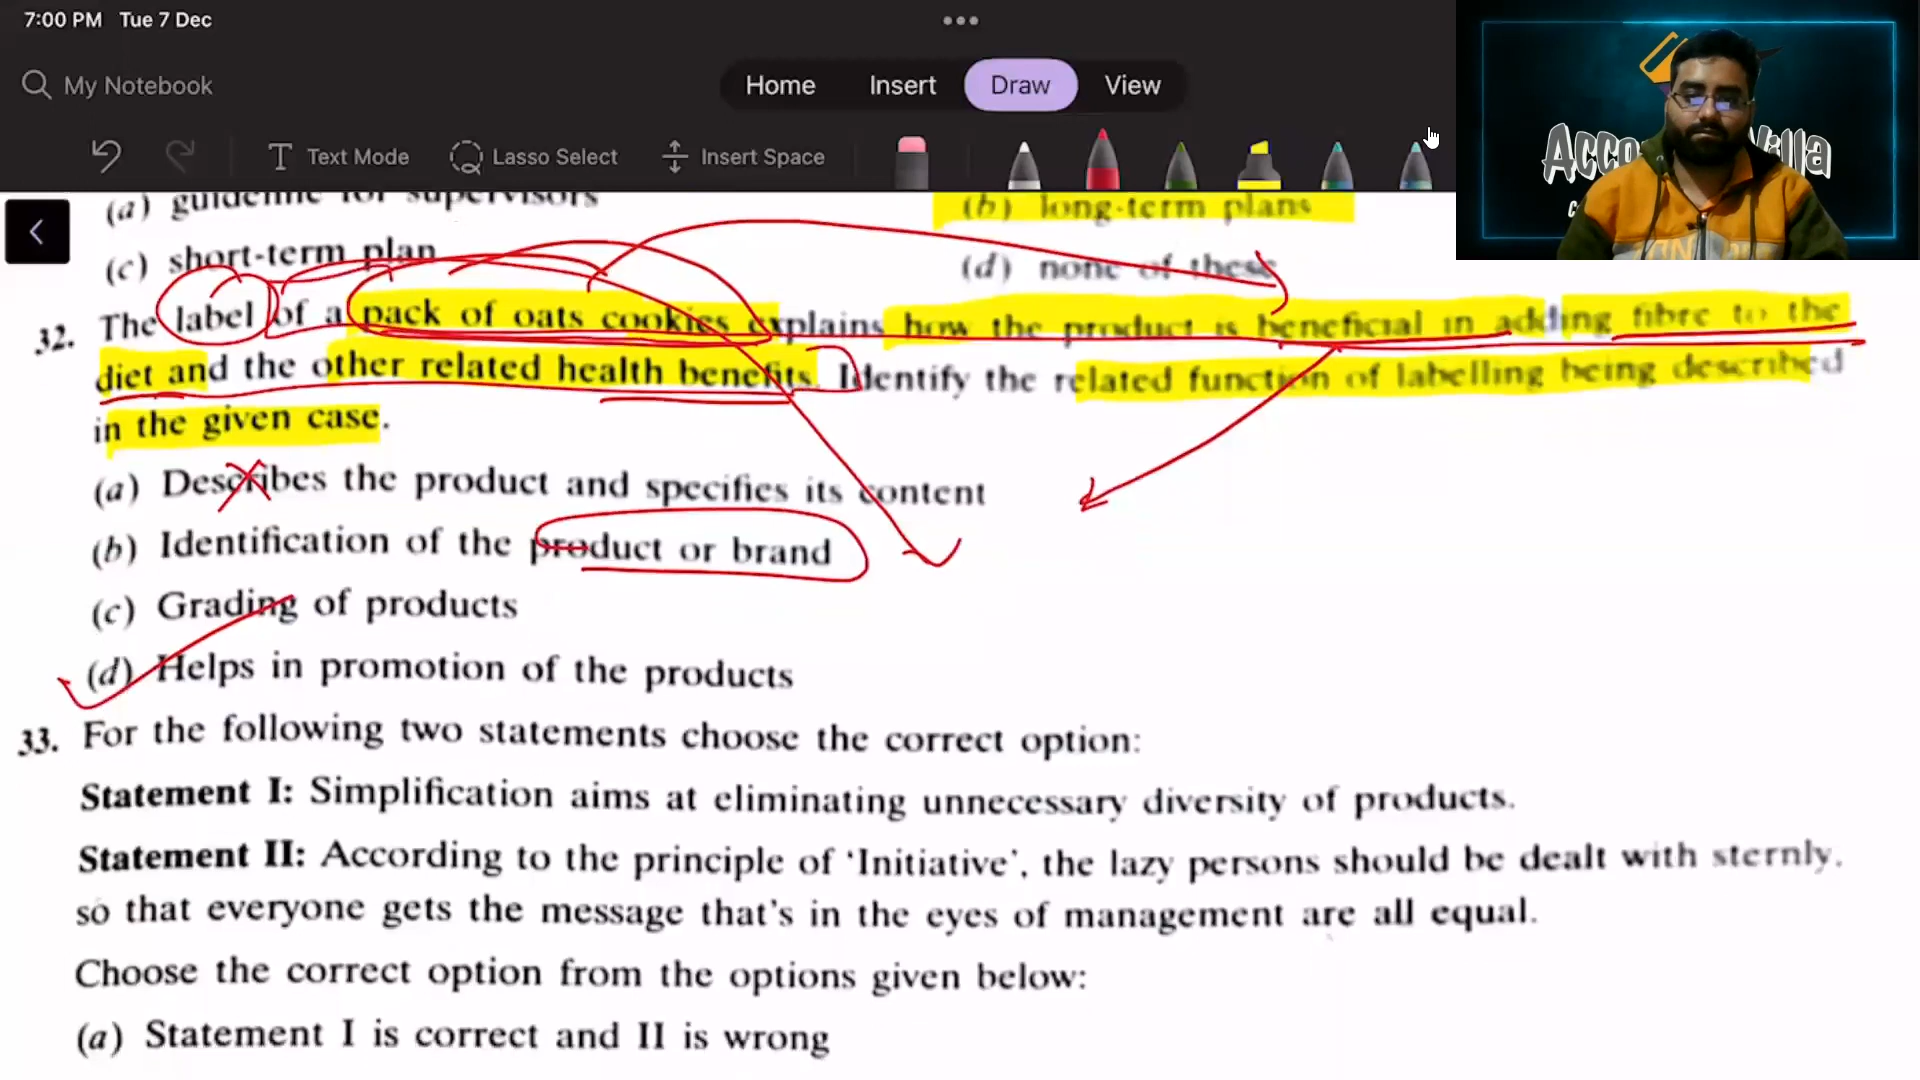 7:00 PM Tue 7 Dec
My Notebook
Home Insert Draw View
Text Mode Lasso Select Insert Space
(a) guideline for supervisors (b) long-term plans
(c) short-term plan (d) none of these
32. The label of a pack of oats cookies explains how the product is beneficial in adding fibre to the
diet and the other related health benefits. Identify the related function of labelling being described
in the given case.
(a) Describes the product and specifies its content
(b) Identification of the product or brand
(c) Grading of products
(d) Helps in promotion of the products
33. For the following two statements choose the correct option:
Statement I: Simplification aims at eliminating unnecessary diversity of products.
Statement II: According to the principle of 'Initiative', the lazy persons should be dealt with sternly,
so that everyone gets the message that's in the eyes of management are all equal.
Choose the correct option from the options given below:
(a) Statement I is correct and II is wrong